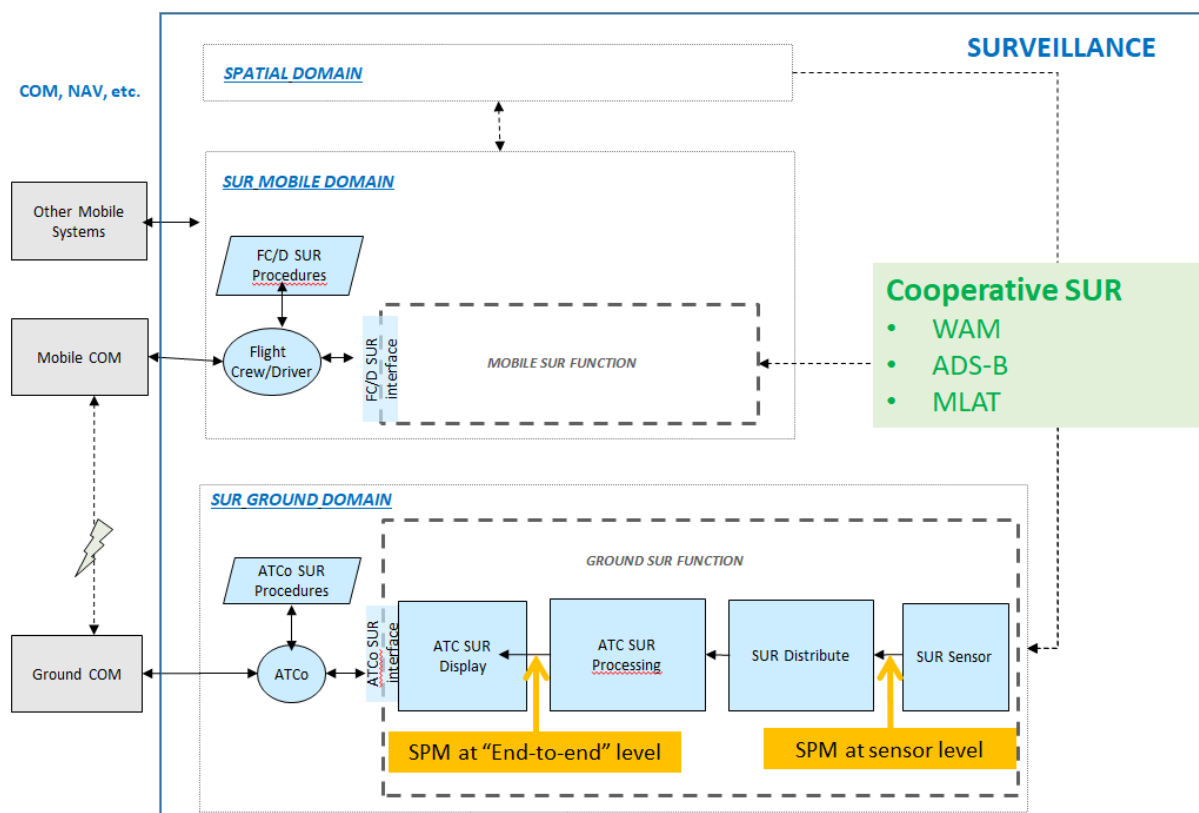 SURVEILLANCE
SPATIAL DOMAIN
COM, NAV, etc.
SUR MOBILE DOMAIN
Other Mobile
Systems
FC/D SUR
Procedures
Cooperative SUR
• WAM
• ADS-B
• MLAT
Mobile COM
Flight
Crew/Driver
FC/D SUR
interface
MOBILE SUR FUNCTION
SUR GROUND DOMAIN
GROUND SUR FUNCTION
ATCo SUR
Procedures
Ground COM
ATCo
ATCo SUR
interface
ATC SUR
Display
ATC SUR
Processing
SUR Distribute
SUR Sensor
SPM at “End-to-end” level
SPM at sensor level